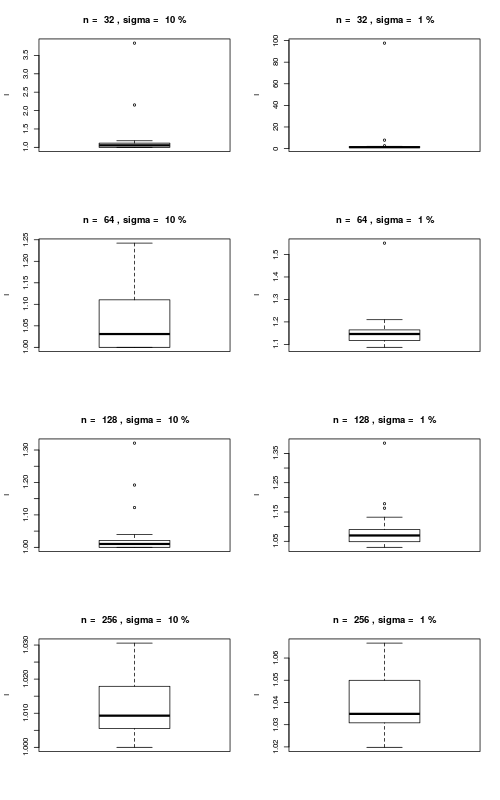 n = 32 , sigma = 10 %
n = 32 , sigma = 1 %
1.0 1.5 2.0 2.5 3.0 3.5
I
0 20 40 60 80 100
I
n = 64 , sigma = 10 %
n = 64 , sigma = 1 %
1.00 1.05 1.10 1.15 1.20 1.25
I
1.1 1.2 1.3 1.4 1.5
I
n = 128 , sigma = 10 %
n = 128 , sigma = 1 %
1.00 1.10 1.20 1.30
I
1.05 1.15 1.25 1.35
I
n = 256 , sigma = 10 %
n = 256 , sigma = 1 %
1.000 1.010 1.020 1.030
I
1.02 1.03 1.04 1.05 1.06
I